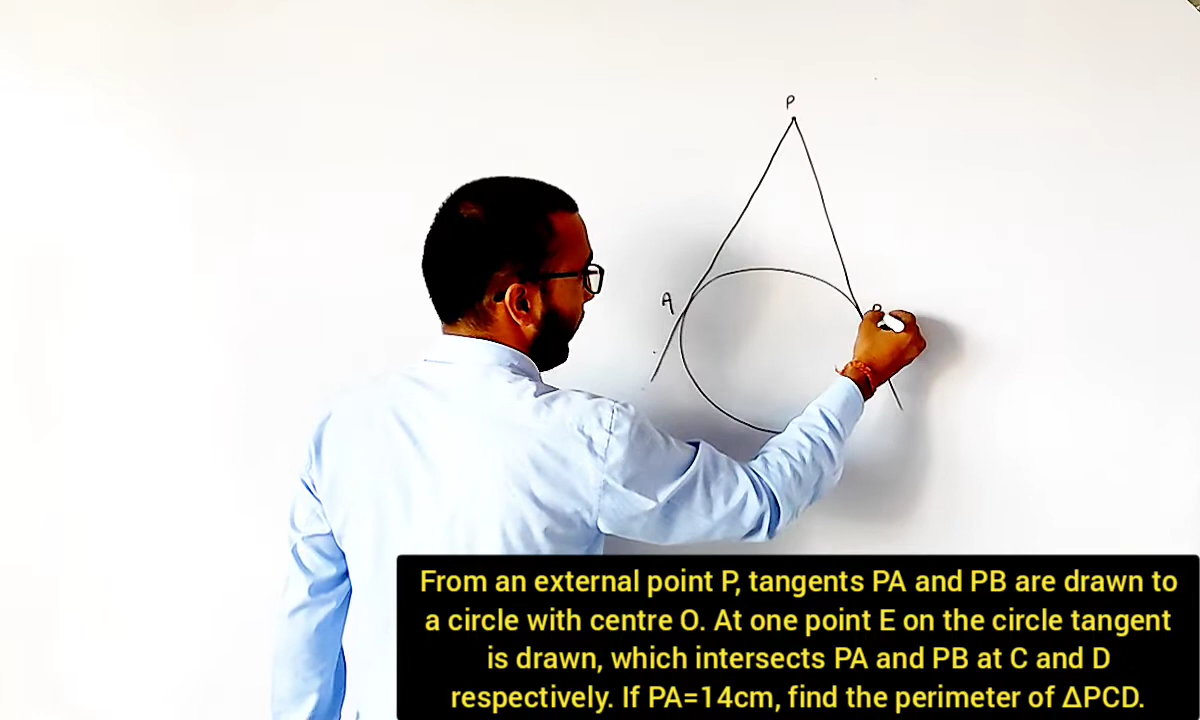 P
A
From an external point P, tangents PA and PB are drawn to
a circle with centre O. At one point E on the circle tangent
is drawn, which intersects PA and PB at C and D
respectively. If PA=14cm, find the perimeter of ΔPCD.